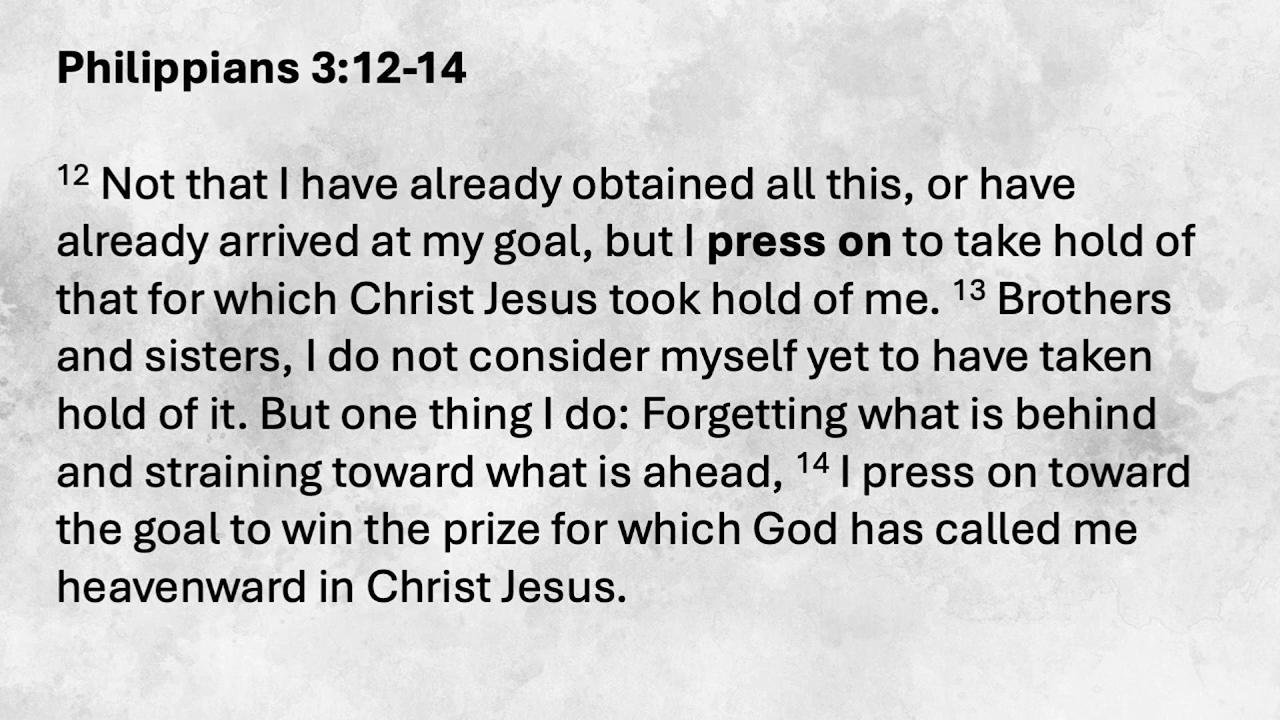 Philippians 3:12-14
12 Not that I have already obtained all this, or have
already arrived at my goal, but I press on to take hold of
that for which Christ Jesus took hold of me. 13 Brothers
and sisters, I do not consider myself yet to have taken
hold of it. But one thing I do: Forgetting what is behind
and straining toward what is ahead, 14 I press on toward
the goal to win the prize for which God has called me
heavenward in Christ Jesus.